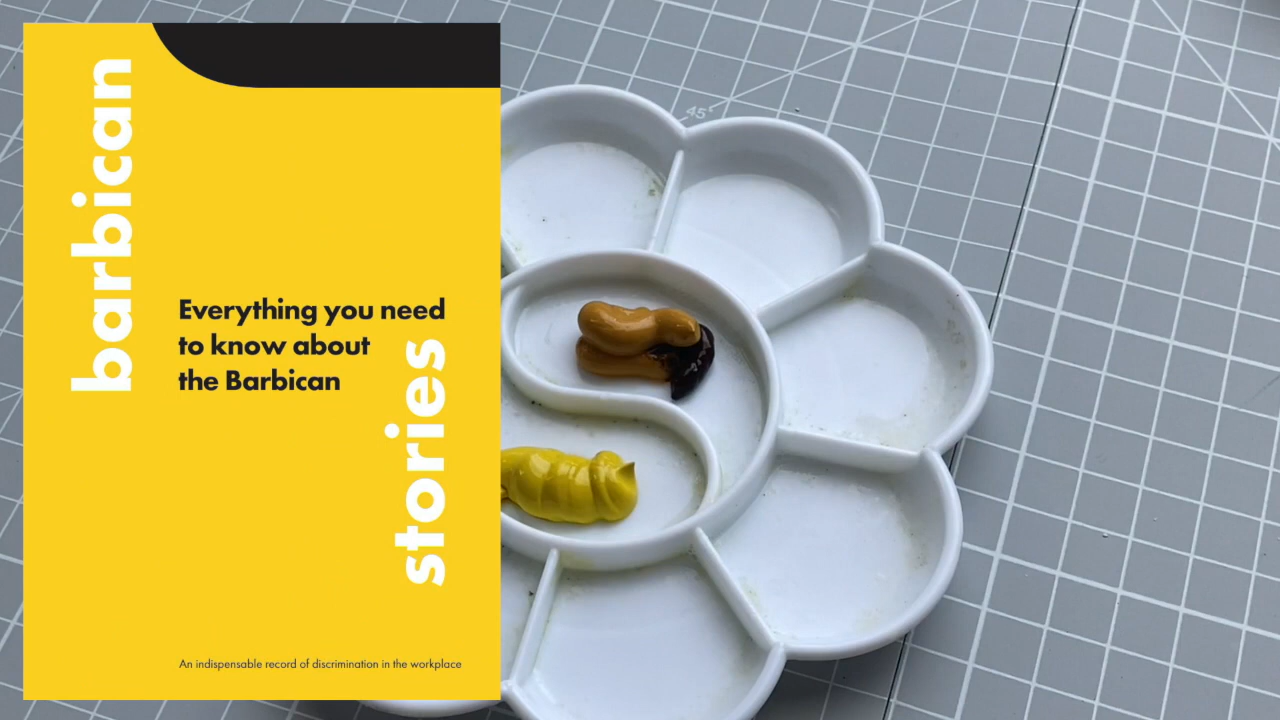 barbican
Everything you need
to know about
the Barbican
stories
An indispensable record of discrimination in the workplace
45°